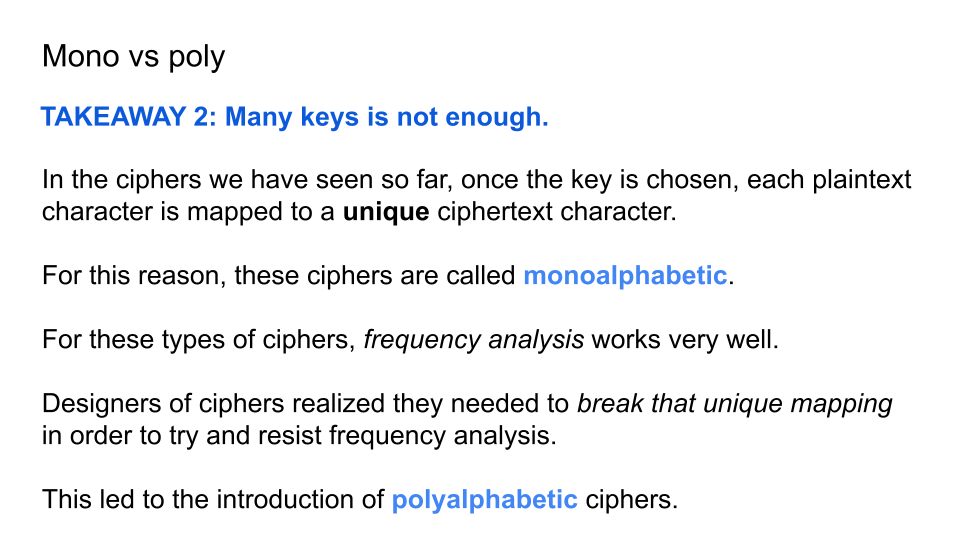 Mono vs poly
TAKEAWAY 2: Many keys is not enough.
In the ciphers we have seen so far, once the key is chosen, each plaintext
character is mapped to a unique ciphertext character.
For this reason, these ciphers are called monoalphabetic.
For these types of ciphers, frequency analysis works very well.
Designers of ciphers realized they needed to break that unique mapping
in order to try and resist frequency analysis.
This led to the introduction of polyalphabetic ciphers.